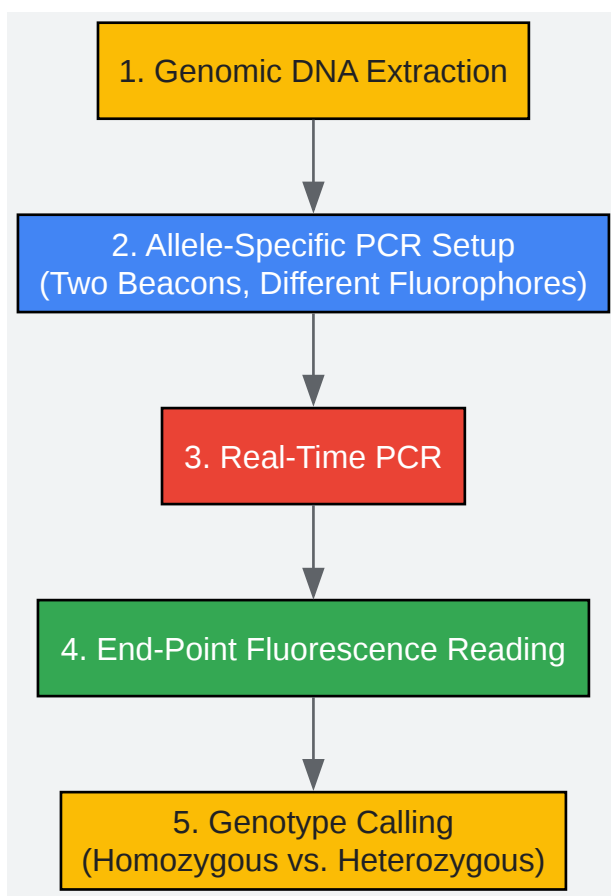 1. Genomic DNA Extraction
2. Allele-Specific PCR Setup
(Two Beacons, Different Fluorophores)
3. Real-Time PCR
4. End-Point Fluorescence Reading
5. Genotype Calling
(Homozygous vs. Heterozygous)